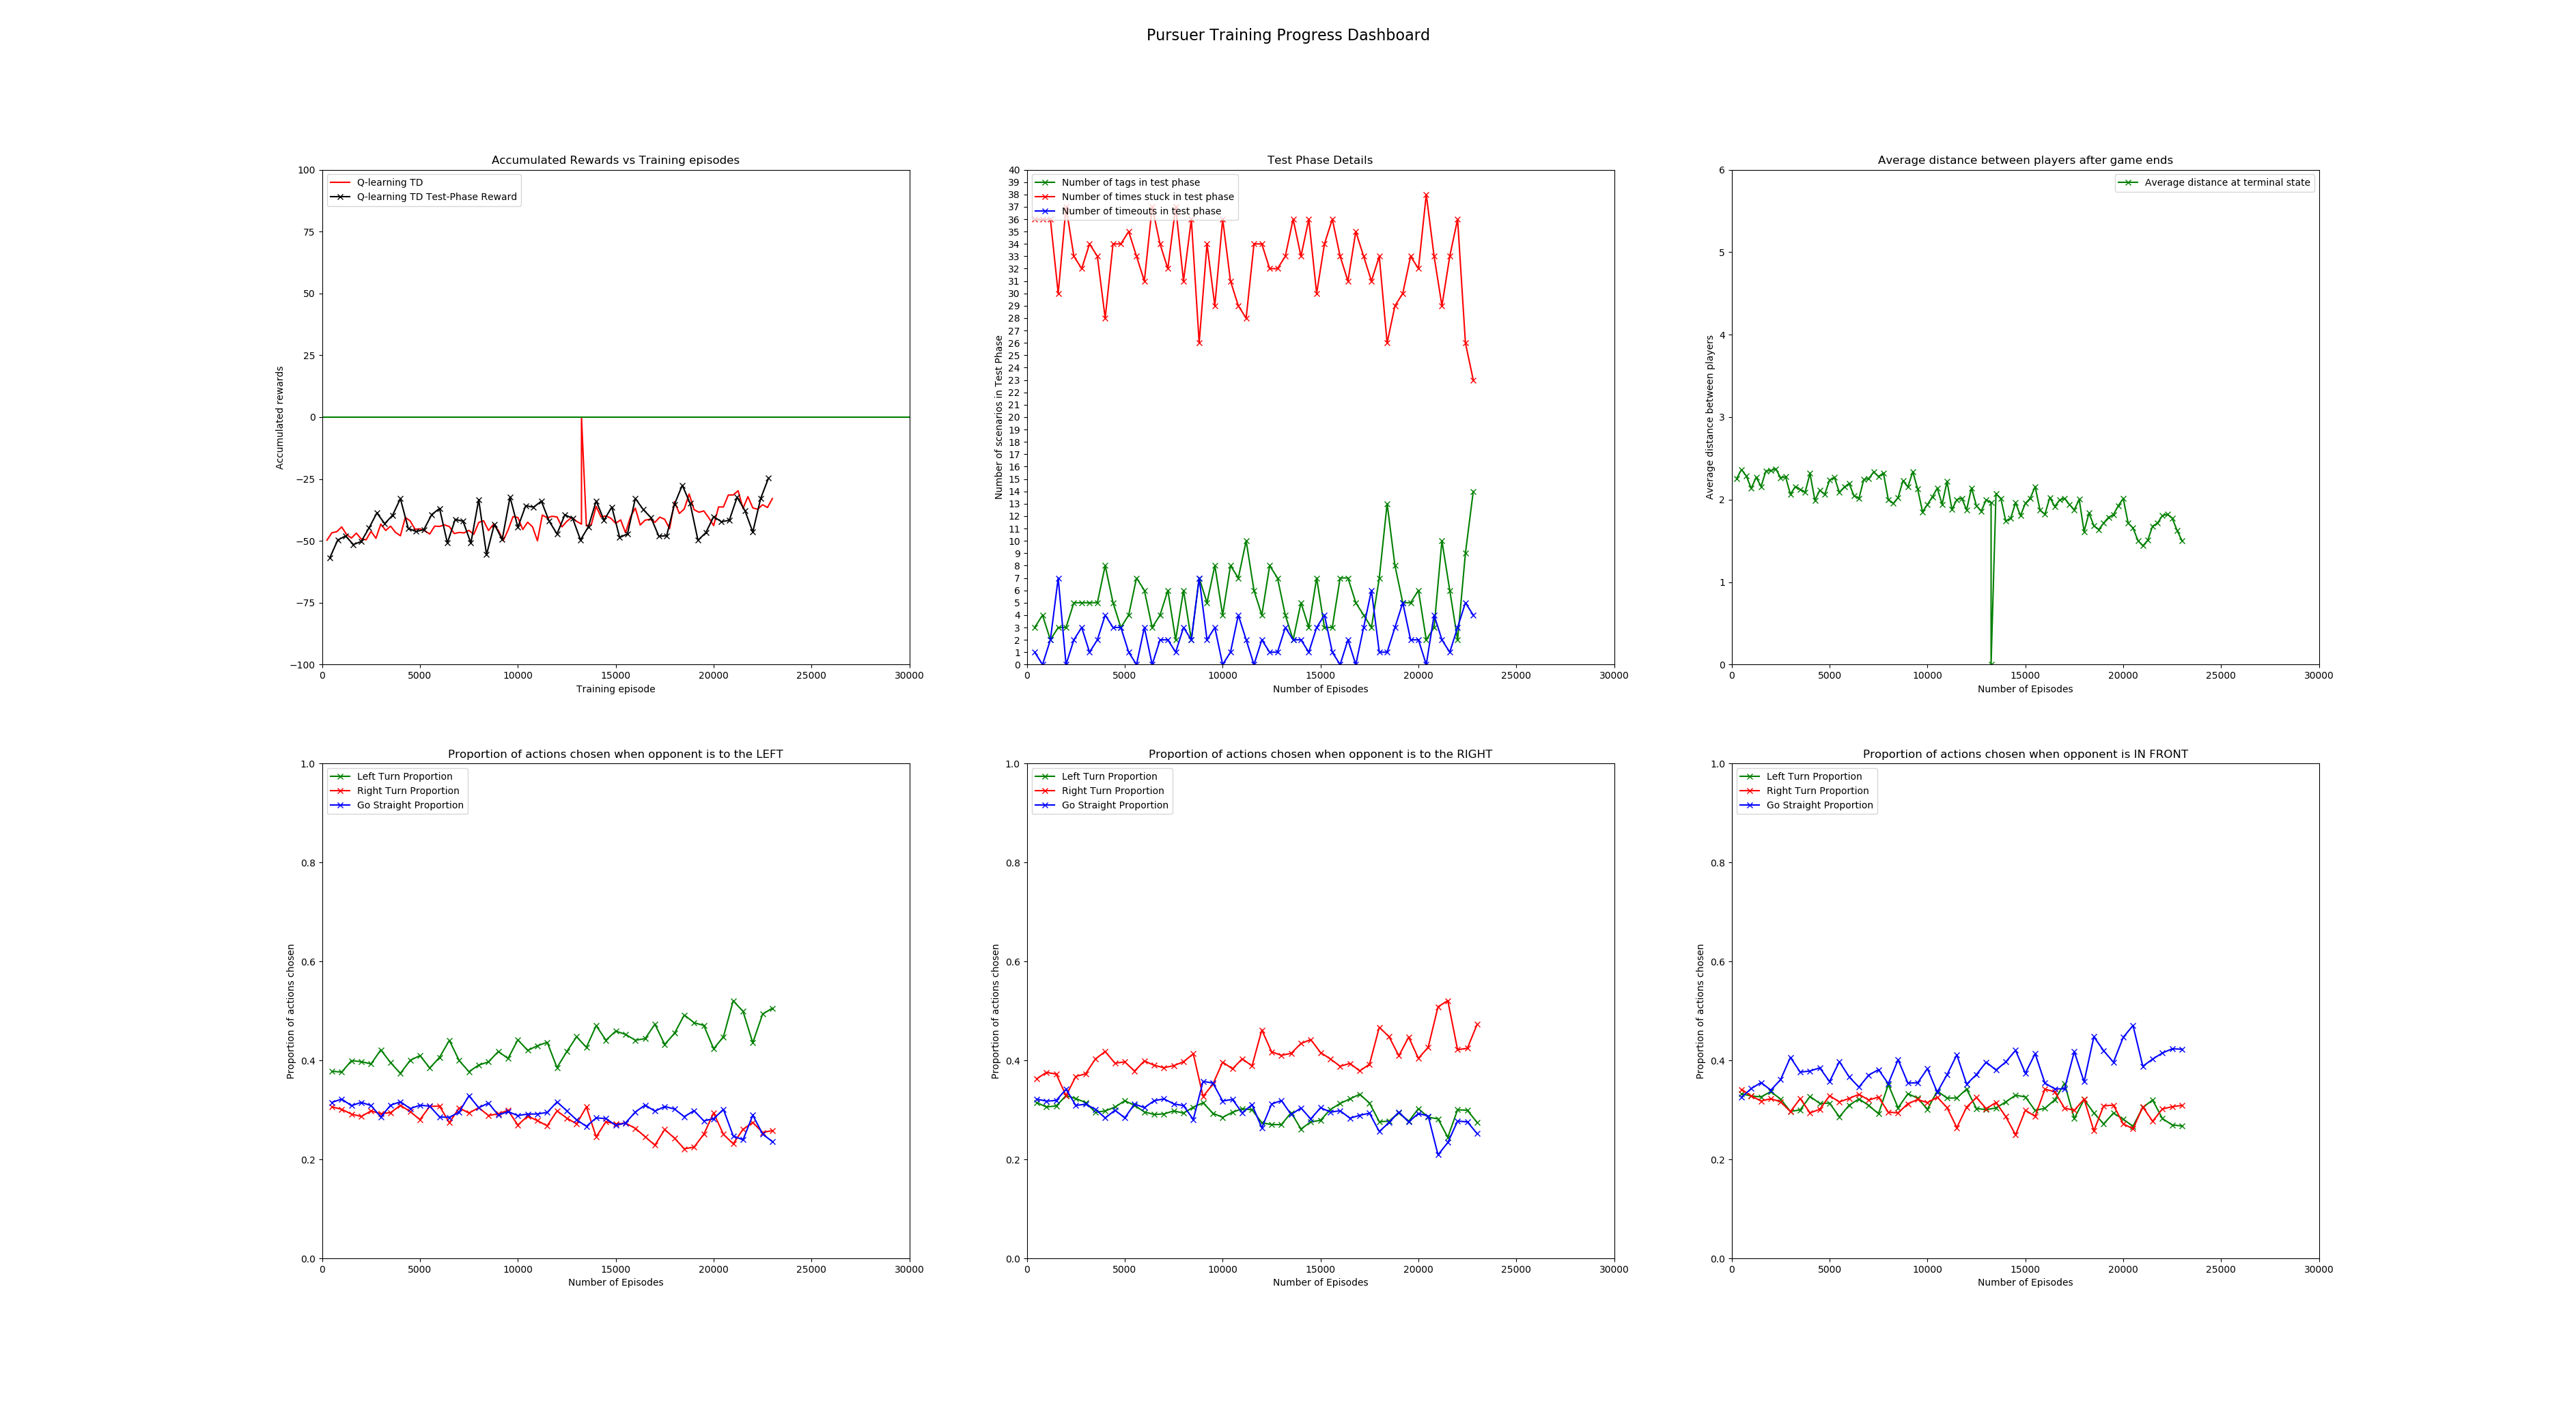 Pursuer Training Progress Dashboard
Accumulated Rewards vs Training episodes
Q-learning TD
Q-learning TD Test-Phase Reward
100
75
50
25
0
−25
−50
−75
−100
Accumulated rewards
0 5000 10000 15000 20000 25000 30000
Training episode
Test Phase Details
Number of tags in test phase
Number of times stuck in test phase
Number of timeouts in test phase
40
39
38
37
36
35
34
33
32
31
30
29
28
27
26
25
24
23
22
21
20
19
18
17
16
15
14
13
12
11
10
9
8
7
6
5
4
3
2
1
0
Number of scenarios in Test Phase
0 5000 10000 15000 20000 25000 30000
Number of Episodes
Average distance between players after game ends
Average distance at terminal state
6
5
4
3
2
1
0
Average distance between players
0 5000 10000 15000 20000 25000 30000
Number of Episodes
Proportion of actions chosen when opponent is to the LEFT
Left Turn Proportion
Right Turn Proportion
Go Straight Proportion
1.0
0.8
0.6
0.4
0.2
0.0
Proportion of actions chosen
0 5000 10000 15000 20000 25000 30000
Number of Episodes
Proportion of actions chosen when opponent is to the RIGHT
Left Turn Proportion
Right Turn Proportion
Go Straight Proportion
1.0
0.8
0.6
0.4
0.2
0.0
Proportion of actions chosen
0 5000 10000 15000 20000 25000 30000
Number of Episodes
Proportion of actions chosen when opponent is IN FRONT
Left Turn Proportion
Right Turn Proportion
Go Straight Proportion
1.0
0.8
0.6
0.4
0.2
0.0
Proportion of actions chosen
0 5000 10000 15000 20000 25000 30000
Number of Episodes